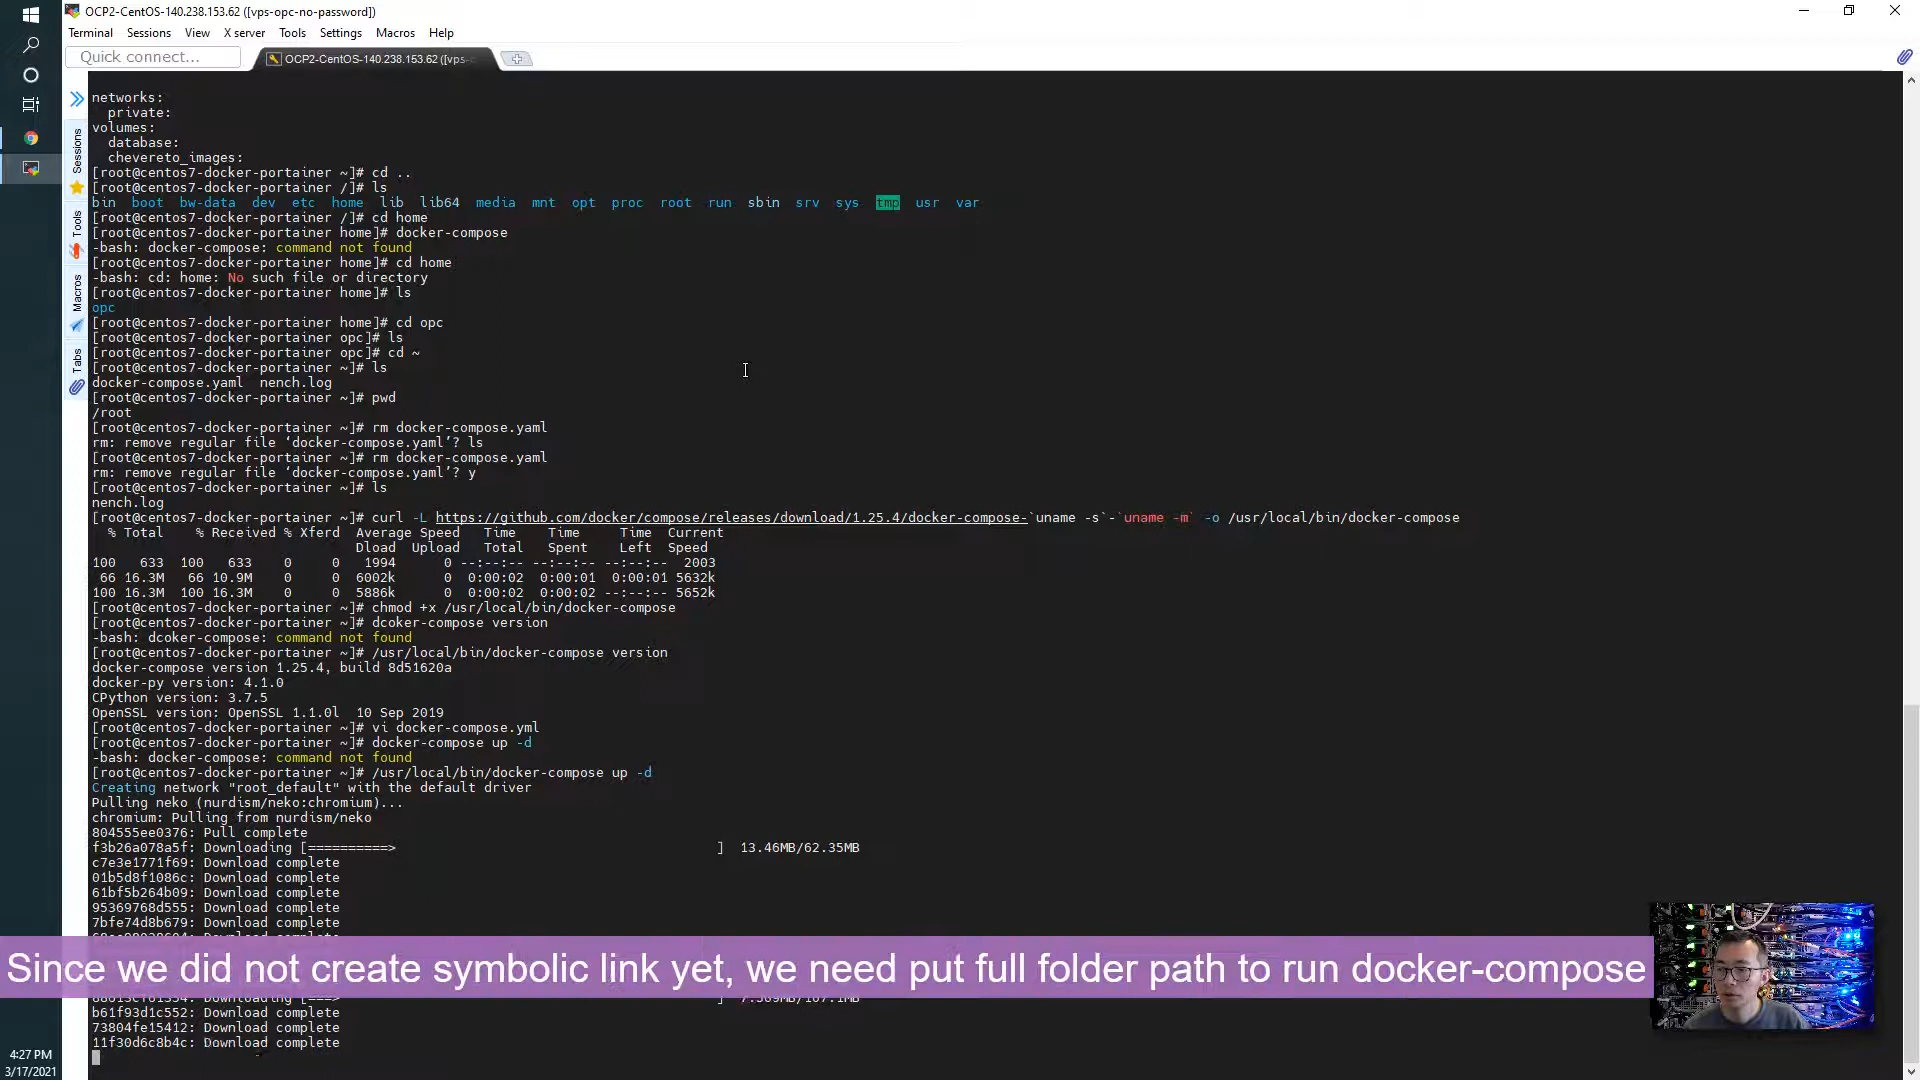 OCP2-CentOS-140.238.153.62 ([vps-opc-no-password])
Terminal Sessions View X server Tools Settings Macros Help
Quick connect...
OCP2-CentOS-140.238.153.62 ([vps-
Sessions
Tools
Macros
Tabs
networks:
private:
volumes:
database:
chevereto_images:
[root@centos7-docker-portainer ~]# cd ..
[root@centos7-docker-portainer /]# ls
bin boot bw-data dev etc home lib lib64 media mnt opt proc root run sbin srv sys tmp usr var
[root@centos7-docker-portainer /]# cd home
[root@centos7-docker-portainer home]# docker-compose
-bash: docker-compose: command not found
[root@centos7-docker-portainer home]# cd home
-bash: cd: home: No such file or directory
[root@centos7-docker-portainer home]# ls
opc
[root@centos7-docker-portainer home]# cd opc
[root@centos7-docker-portainer opc]# ls
[root@centos7-docker-portainer opc]# cd ~
[root@centos7-docker-portainer ~]# ls
docker-compose.yaml nench.log
[root@centos7-docker-portainer ~]# pwd
/root
[root@centos7-docker-portainer ~]# rm docker-compose.yaml
rm: remove regular file ‘docker-compose.yaml’? ls
[root@centos7-docker-portainer ~]# rm docker-compose.yaml
rm: remove regular file ‘docker-compose.yaml’? y
[root@centos7-docker-portainer ~]# ls
nench.log
[root@centos7-docker-portainer ~]# curl -L https://github.com/docker/compose/releases/download/1.25.4/docker-compose-`uname -s`-`uname -m` -o /usr/local/bin/docker-compose
% Total % Received % Xferd Average Speed Time Time Time Current
Dload Upload Total Spent Left Speed
100 633 100 633 0 0 1994 0 --:--:-- --:--:-- --:--:-- 2003
66 16.3M 66 10.9M 0 0 6002k 0 0:00:02 0:00:01 0:00:01 5632k
100 16.3M 100 16.3M 0 0 5886k 0 0:00:02 0:00:02 --:--:-- 5652k
[root@centos7-docker-portainer ~]# chmod +x /usr/local/bin/docker-compose
[root@centos7-docker-portainer ~]# dcoker-compose version
-bash: dcoker-compose: command not found
[root@centos7-docker-portainer ~]# /usr/local/bin/docker-compose version
docker-compose version 1.25.4, build 8d51620a
docker-py version: 4.1.0
CPython version: 3.7.5
OpenSSL version: OpenSSL 1.1.0l 10 Sep 2019
[root@centos7-docker-portainer ~]# vi docker-compose.yml
[root@centos7-docker-portainer ~]# docker-compose up -d
-bash: docker-compose: command not found
[root@centos7-docker-portainer ~]# /usr/local/bin/docker-compose up -d
Creating network "root_default" with the default driver
Pulling neko (nurdism/neko:chromium)...
chromium: Pulling from nurdism/neko
804555ee0376: Pull complete
f3b26a078a5f: Downloading [==========> ] 13.46MB/62.35MB
c7e3e1771f69: Download complete
01b5d8f1086c: Download complete
61bf5b264b09: Download complete
95369768d555: Download complete
7bfe74d8b679: Download complete
Since we did not create symbolic link yet, we need put full folder path to run docker-compose
b61f93d1c552: Download complete
73804fe15412: Download complete
11f30d6c8b4c: Download complete
4:27 PM
3/17/2021